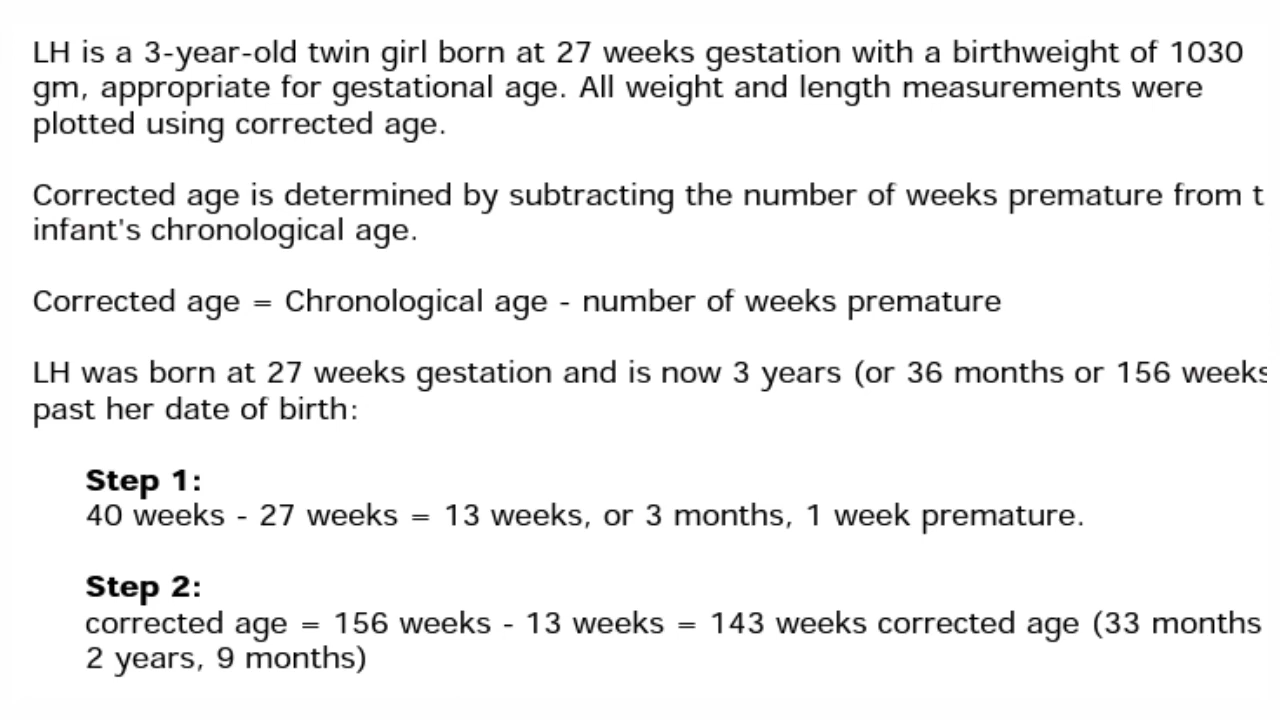 LH is a 3-year-old twin girl born at 27 weeks gestation with a birthweight of 1030
gm, appropriate for gestational age. All weight and length measurements were
plotted using corrected age.
Corrected age is determined by subtracting the number of weeks premature from t
infant's chronological age.
Corrected age = Chronological age - number of weeks premature
LH was born at 27 weeks gestation and is now 3 years (or 36 months or 156 weeks
past her date of birth:
Step 1:
40 weeks - 27 weeks = 13 weeks, or 3 months, 1 week premature.
Step 2:
corrected age = 156 weeks - 13 weeks = 143 weeks corrected age (33 months
2 years, 9 months)